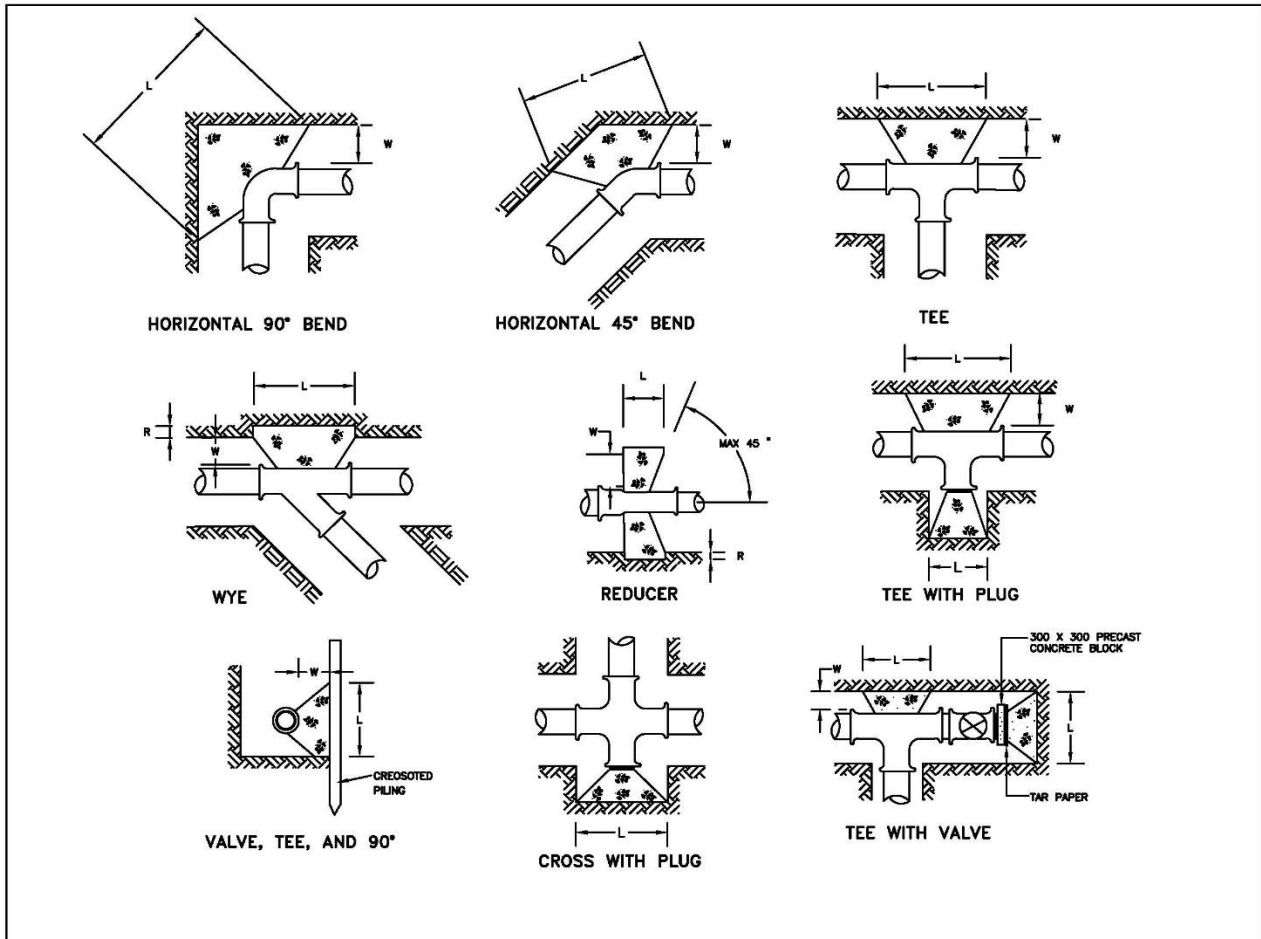 L
W
HORIZONTAL 90° BEND
L
W
HORIZONTAL 45° BEND
L
W
TEE
L
R
W
WYE
L
W
MAX 45 °
R
REDUCER
L
W
L
TEE WITH PLUG
W
L
CREOSOTED
PILING
VALVE, TEE, AND 90°
L
CROSS WITH PLUG
300 X 300 PRECAST
CONCRETE BLOCK
W
L
L
TAR PAPER
TEE WITH VALVE